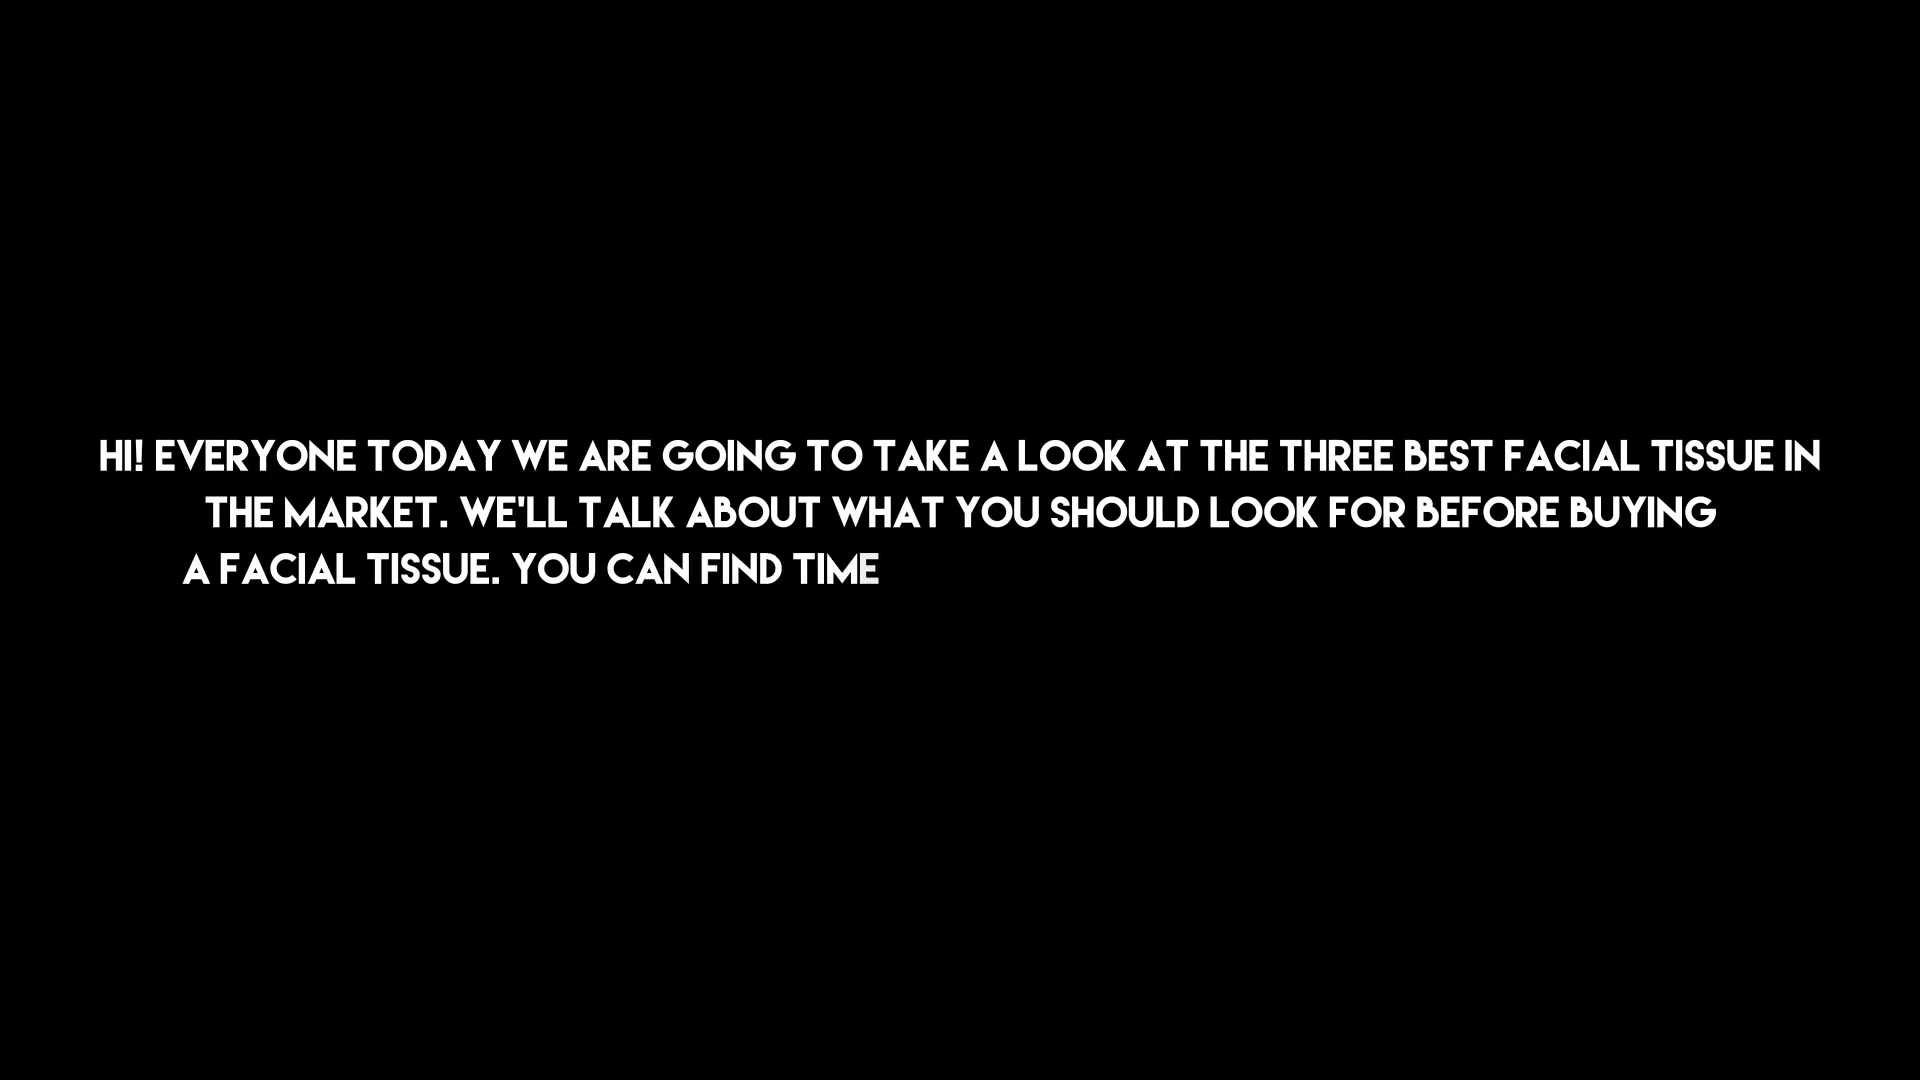 HI! EVERYONE TODAY WE ARE GOING TO TAKE A LOOK AT THE THREE BEST FACIAL TISSUE IN
THE MARKET. WE'LL TALK ABOUT WHAT YOU SHOULD LOOK FOR BEFORE BUYING
A FACIAL TISSUE. YOU CAN FIND TIME